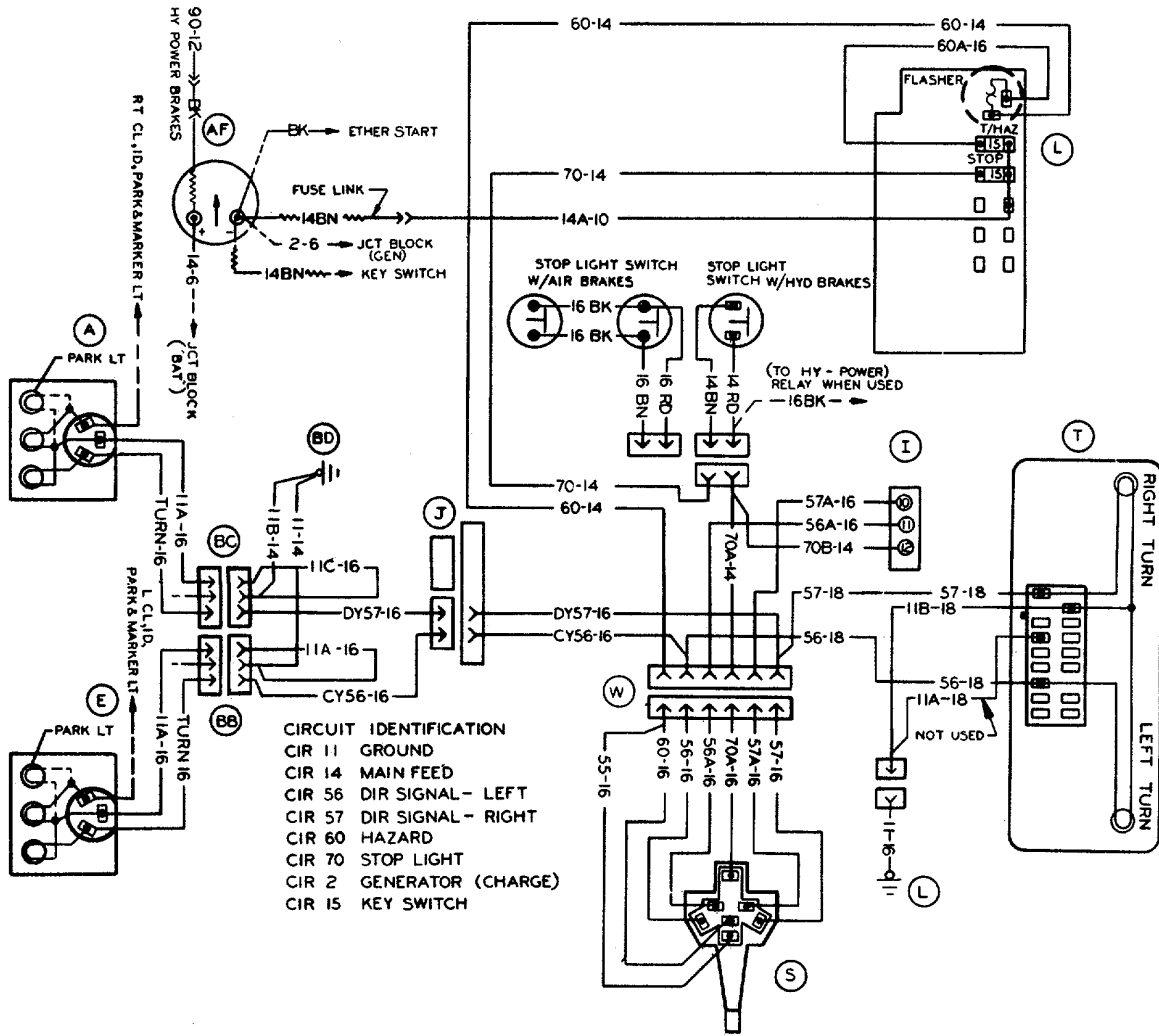 90-12
HY POWER BRAKES
BK
RT CL, ID, PARK & MARKER LT
AF
BK
ETHER START
FUSE LINK
14BN
14A-10
2-6
JCT BLOCK
(GEN)
14BN
KEY SWITCH
+
-
14-6
JCT BLOCK
("BAT")
60-14
60-14
60A-16
FLASHER
T/HAZ
15
STOP
15
L
70-14
STOP LIGHT SWITCH
W/AIR BRAKES
16 BK
16 BK
16 BN
16 RD
STOP LIGHT
SWITCH W/HYD BRAKES
14BN
14 RD
(TO HY - POWER)
RELAY WHEN USED
16BK
A
PARK LT
11A-16
TURN-16
BC
BD
11B-14
11-14
11C-16
DY57-16
11A-16
CY56-16
BB
J
70-14
60-14
70A-14
57A-16
56A-16
70B-14
I
10
11
12
DY57-16
CY56-16
57-18
56-18
57-18
11B-18
56-18
11A-18
NOT USED
T
RIGHT TURN
LEFT TURN
L CL, ID,
PARK & MARKER LT
E
PARK LT
11A-16
TURN 16
W
55-16
60-16
56-16
56A-16
70A-16
57A-16
57-16
11-16
L
S
CIRCUIT IDENTIFICATION
CIR 11 GROUND
CIR 14 MAIN FEED
CIR 56 DIR SIGNAL- LEFT
CIR 57 DIR SIGNAL- RIGHT
CIR 60 HAZARD
CIR 70 STOP LIGHT
CIR 2 GENERATOR (CHARGE)
CIR 15 KEY SWITCH